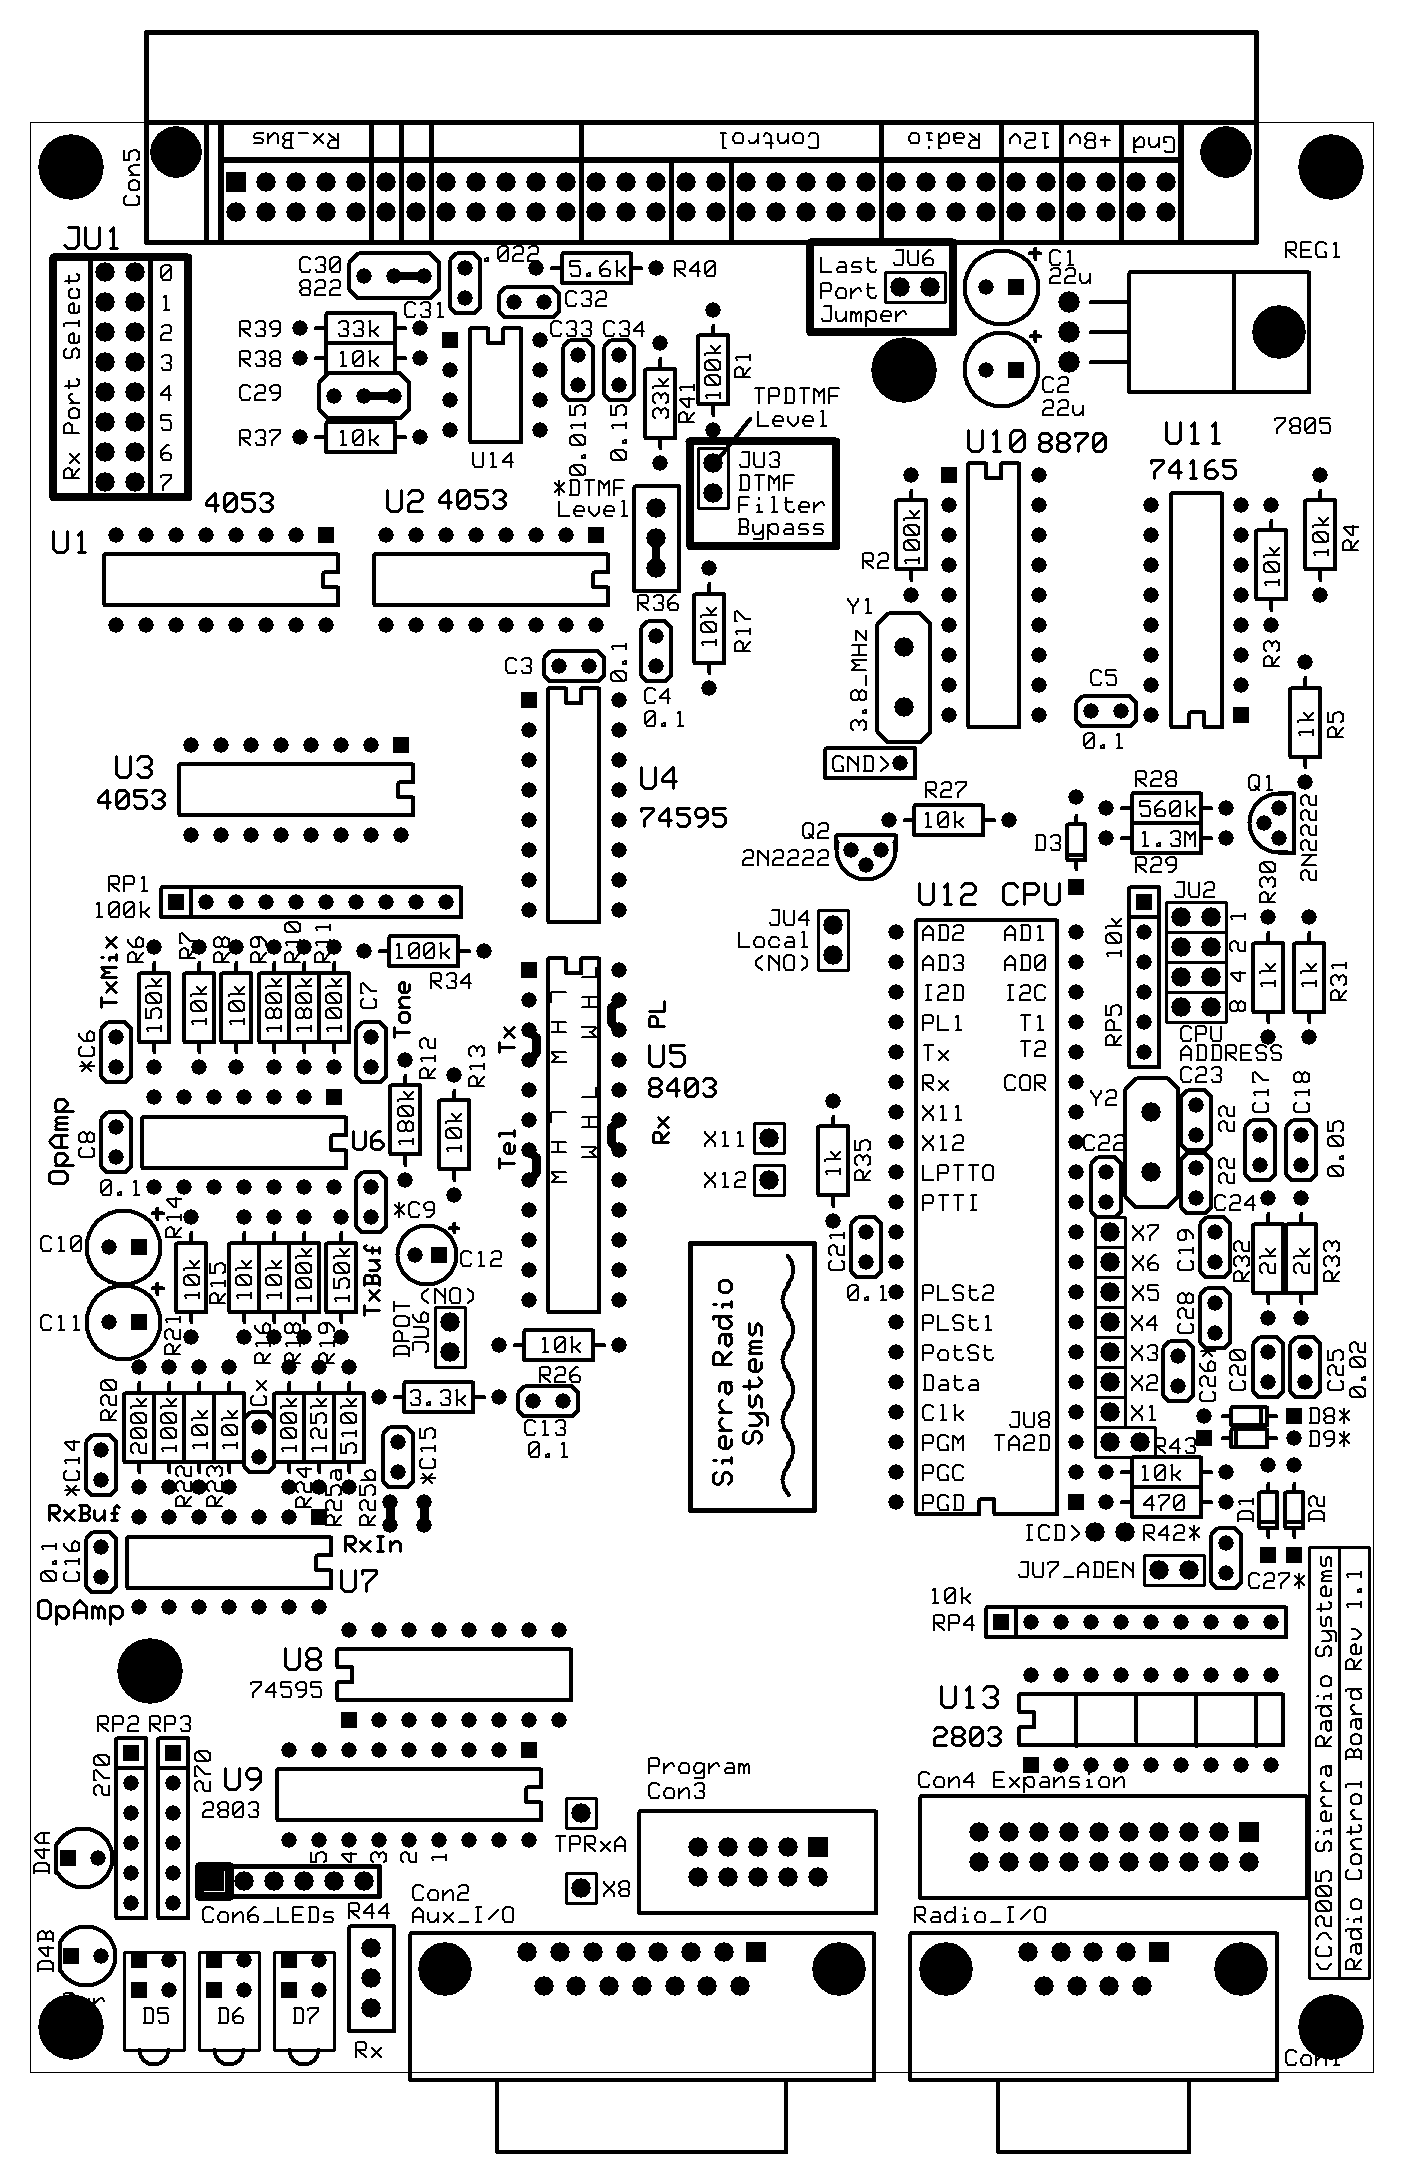 Rx_Bus
Control
Radio
12v
+8v
Gnd
Con5
JU1
Rx Port Select
0
1
2
3
4
5
6
7
C30
822
.022
C31
5.6k
R40
C32
R39
33k
R38
10k
C29
R37
10k
U14
C33
C34
0.015
0.15
33k
R41
100k
R1
TPDTMF
Level
JU3
DTMF
Filter
Bypass
*DTMF
Level
R36
Last
Port
Jumper
JU6
C1
22u
C2
22u
REG1
7805
U10 8870
U11
74165
R2
100k
10k
R3
10k
R4
4053
U1
U2 4053
10k
R17
Y1
3.8_MHz
GND>
C3
0.1
C4
0.1
C5
0.1
1k
R5
U3
4053
U4
74595
R27
10k
Q2
2N2222
D3
R28
560k
1.3M
R29
Q1
2N2222
RP1
100k
R6
R7
R8
R9
R10
R11
TxMix
150k
10k
10k
180k
180k
100k
*C6
C7
100k
R34
Tone
R12
180k
R13
10k
JU4
Local
(NO)
U12 CPU
AD2
AD1
AD3
AD0
I2D
I2C
PL1
T1
Tx
T2
Rx
COR
X11
X12
LPTTO
PTTI
PLSt2
PLSt1
PotSt
Data
Clk
JU8
PGM
TA2D
PGC
PGD
10k
RP5
JU2
1
2
4
8
CPU
ADDRESS
R30
1k
1k
R31
Tx
PL
U5
8403
Tel
Rx
L
H
M
L
H
M
L
H
M
L
H
M
OpAmp
C8
0.1
U6
*C9
X11
X12
1k
R35
C21
0.1
Y2
C22
C23
22
22
C24
C17
C18
0.05
C10
C11
R14
10k
R15
10k
10k
100k
150k
R16
R18
R19
TxBuf
C12
(NO)
DPOT
JU6
R21
X7
X6
X5
X4
X3
X2
X1
C19
R32
2k
2k
R33
C28
C26*
C20
C25
0.02
Sierra Radio
Systems
10k
R26
C13
0.1
3.3k
R20
200k
100k
10k
10k
Cx
100k
125k
510k
*C14
R22
R23
R24
R25a
R25b
*C15
RxBuf
RxIn
0.1
C16
U7
OpAmp
D8*
D9*
R43
10k
470
R42*
ICD>
D1
D2
JU7_ADEN
C27*
10k
RP4
U8
74595
U13
2803
RP2
RP3
270
270
U9
2803
Program
Con3
Con4 Expansion
D4A
TPRxA
5
4
3
2
1
X8
Con6_LEDs
R44
Con2
Aux_I/O
Radio_I/O
D4B
D5
D6
D7
Rx
Con1
(C)2005 Sierra Radio Systems
Radio Control Board Rev 1.1